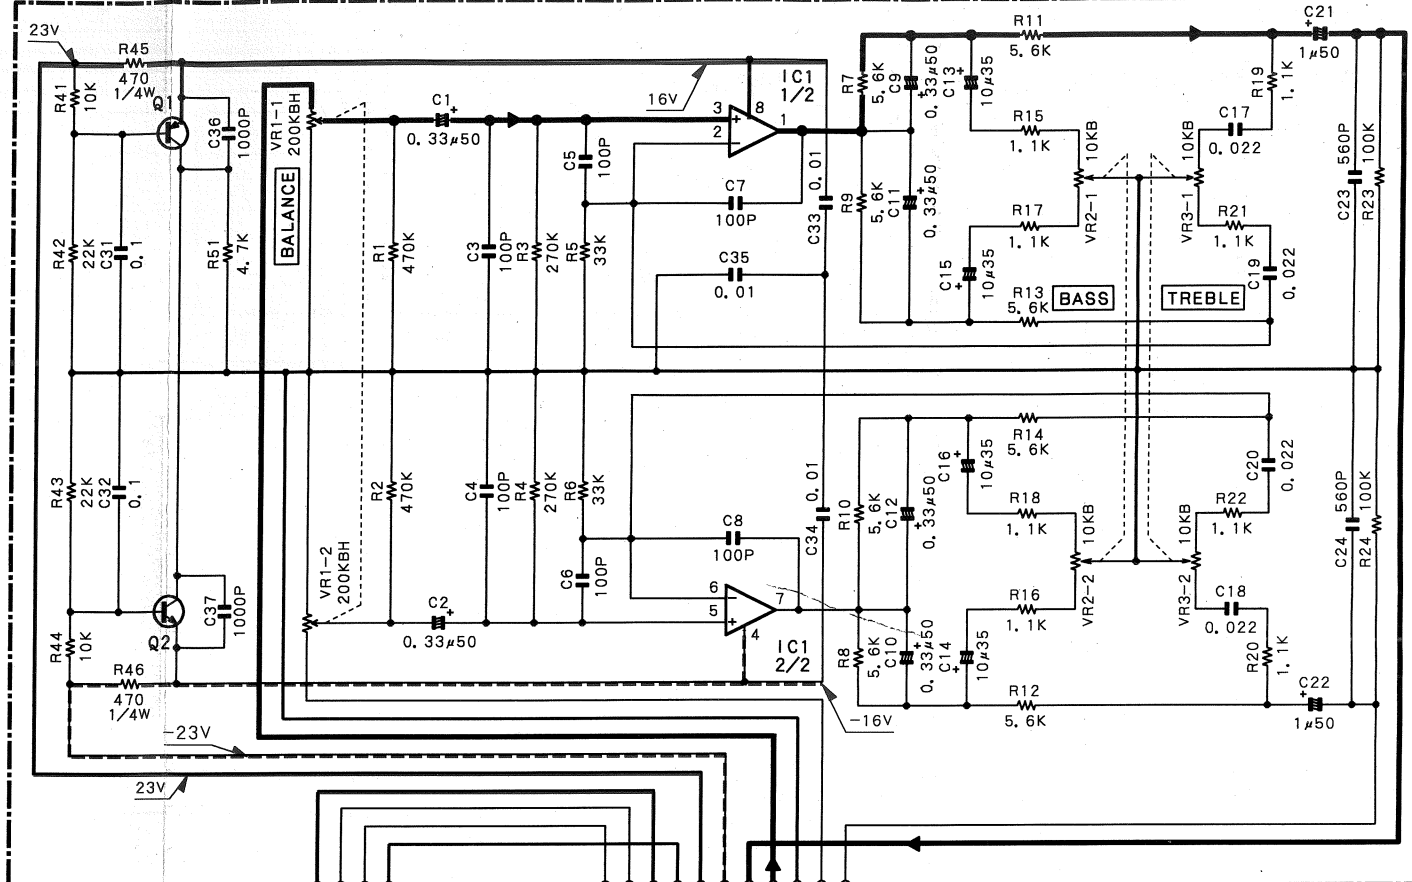 23V
R45
470
1/4W
R41
10K
Q1
C36
1000P
R42
22K
C31
0.1
R51
4.7K
VR1-1
200KBH
BALANCE
R1
470K
C1
+
0.33µ50
C3
100P
R3
270K
C5
100P
R5
33K
16V
3
2
8
1
+
−
IC1
1/2
C7
100P
C35
0.01
0.01
C33
R7
5.6K
C9
+
0.33µ50
R9
5.6K
C11
+
0.33µ50
C13
+
10µ35
R11
5.6K
R15
1.1K
R17
1.1K
C15
+
10µ35
R13
5.6K
10KB
VR2-1
BASS
10KB
VR3-1
TREBLE
C17
0.022
R19
1.1K
R21
1.1K
C19
0.022
C21
+
1µ50
C23
560P
R23
100K
R43
22K
C32
0.1
R44
10K
Q2
C37
1000P
R46
470
1/4W
VR1-2
200KBH
R2
470K
C2
+
0.33µ50
C4
100P
R4
270K
R6
33K
C6
100P
C8
100P
6
5
7
4
−
+
IC1
2/2
0.01
C34
R10
5.6K
C12
+
0.33µ50
R8
5.6K
C10
+
0.33µ50
C16
+
10µ35
R14
5.6K
R18
1.1K
R16
1.1K
C14
+
10µ35
R12
5.6K
10KB
VR2-2
10KB
VR3-2
C20
0.022
R22
1.1K
C18
0.022
R20
1.1K
C22
+
1µ50
C24
560P
R24
100K
-16V
-23V
23V